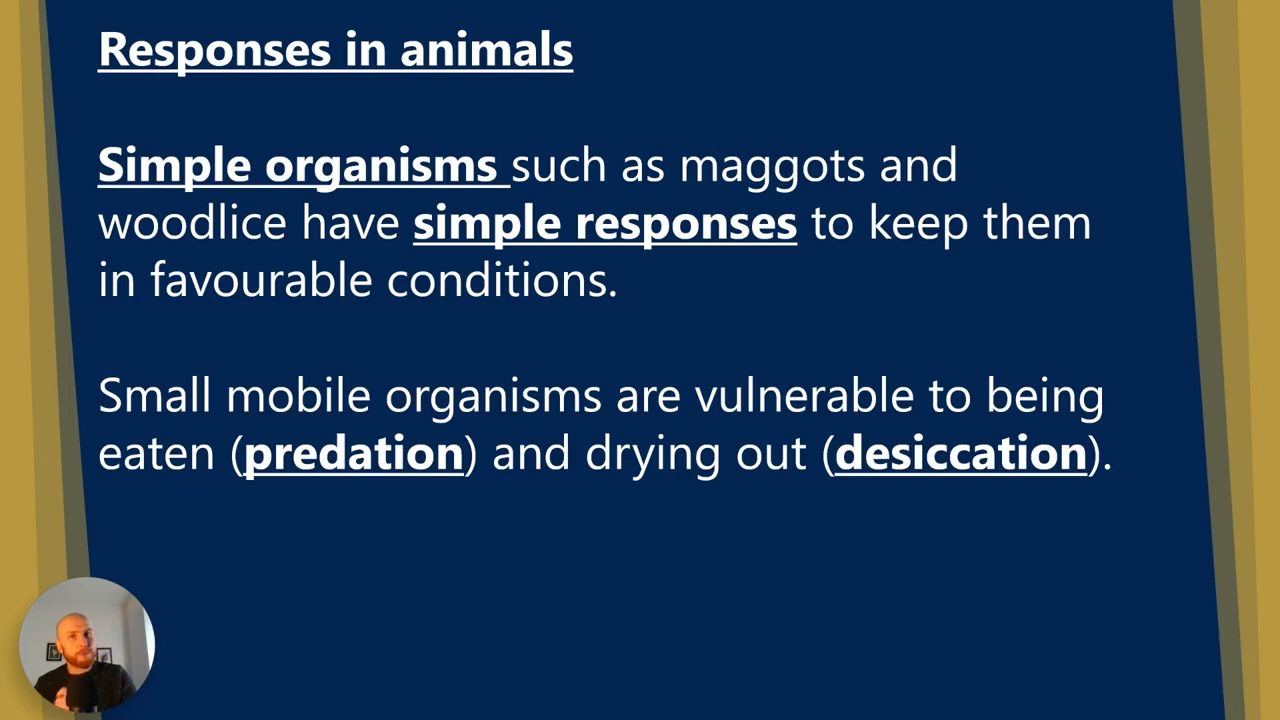 Responses in animals
Simple organisms such as maggots and
woodlice have simple responses to keep them
in favourable conditions.
Small mobile organisms are vulnerable to being
eaten (predation) and drying out (desiccation).